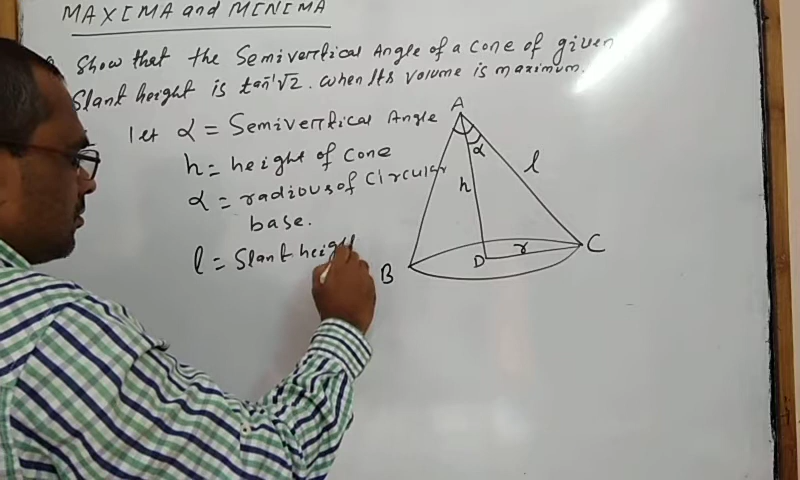 MAXIMA and MINIMA
Show that the Semivertical Angle of a Cone of given
Slant height is tan⁻¹√2. when Its volume is maximum.
let α = Semivertical Angle
h = height of Cone
α = radious of Circular
base.
l = Slant height
A
α
l
h
r
B
D
C